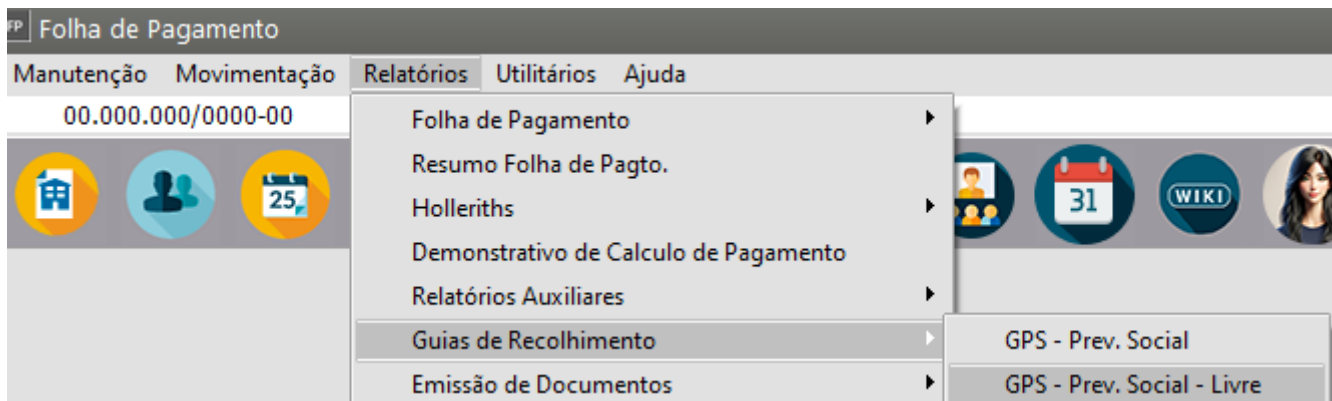 FP Folha de Pagamento
Manutenção Movimentação Relatórios Utilitários Ajuda
00.000.000/0000-00
Folha de Pagamento
Resumo Folha de Pagto.
25
31
WIKI
Holleriths
Demonstrativo de Calculo de Pagamento
Relatórios Auxiliares
Guias de Recolhimento
GPS - Prev. Social
Emissão de Documentos
GPS - Prev. Social - Livre